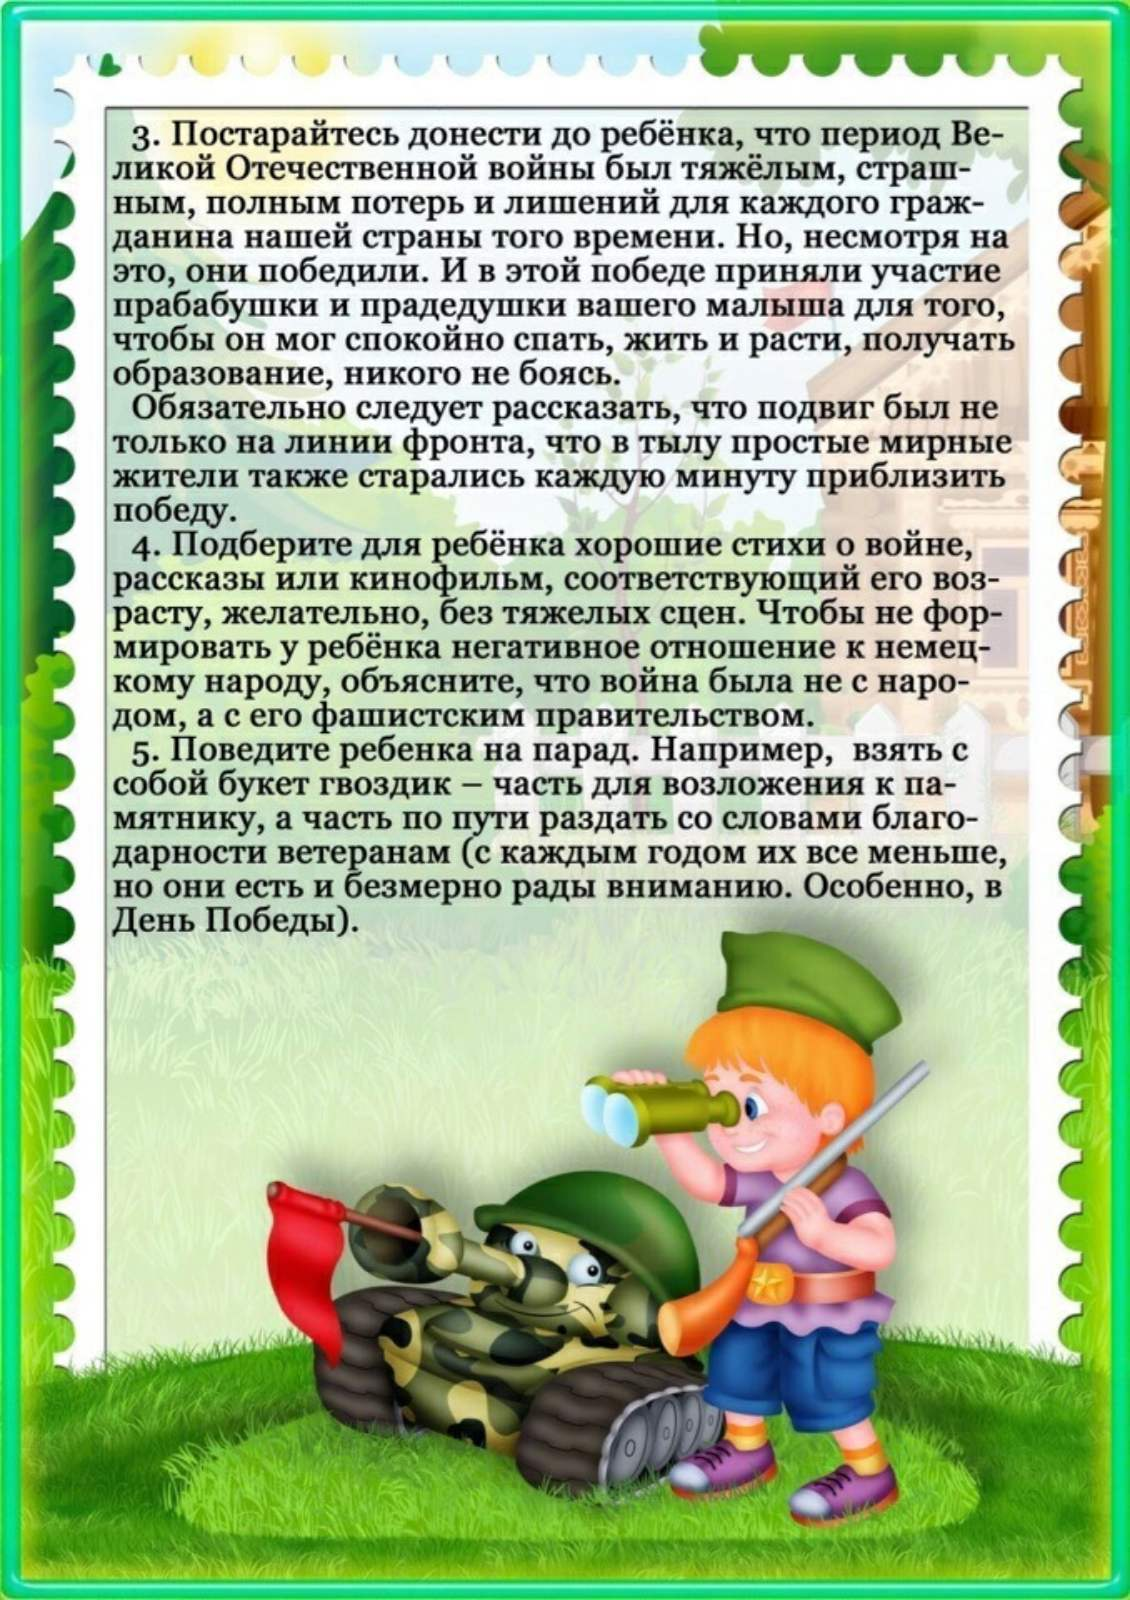 3. Постарайтесь донести до ребёнка, что период Ве-
ликой Отечественной войны был тяжёлым, страш-
ным, полным потерь и лишений для каждого граж-
данина нашей страны того времени. Но, несмотря на
это, они победили. И в этой победе приняли участие
прабабушки и прадедушки вашего малыша для того,
чтобы он мог спокойно спать, жить и расти, получать
образование, никого не боясь.
Обязательно следует рассказать, что подвиг был не
только на линии фронта, что в тылу простые мирные
жители также старались каждую минуту приблизить
победу.
4. Подберите для ребёнка хорошие стихи о войне,
рассказы или кинофильм, соответствующий его воз-
расту, желательно, без тяжелых сцен. Чтобы не фор-
мировать у ребёнка негативное отношение к немец-
кому народу, объясните, что война была не с наро-
дом, а с его фашистским правительством.
5. Поведите ребенка на парад. Например, взять с
собой букет гвоздик – часть для возложения к па-
мятнику, а часть по пути раздать со словами благо-
дарности ветеранам (с каждым годом их все меньше,
но они есть и безмерно рады вниманию. Особенно, в
День Победы).